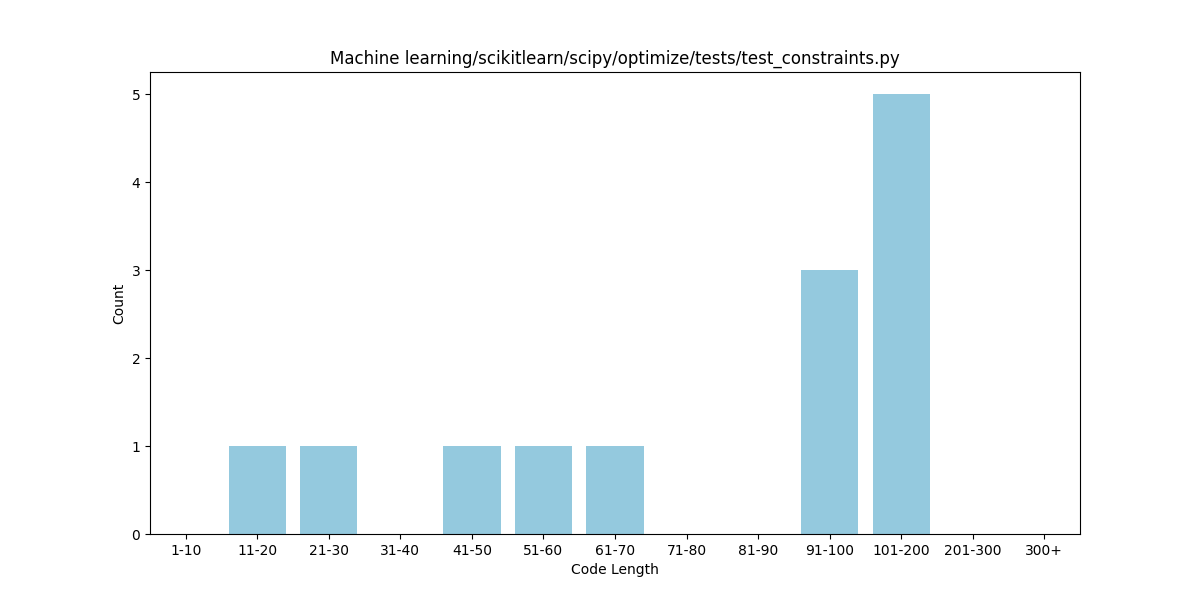 Machine learning/scikitlearn/scipy/optimize/tests/test_constraints.py
5
4
3
2
1
0
Count
1-10 11-20 21-30 31-40 41-50 51-60 61-70 71-80 81-90 91-100 101-200 201-300 300+
Code Length